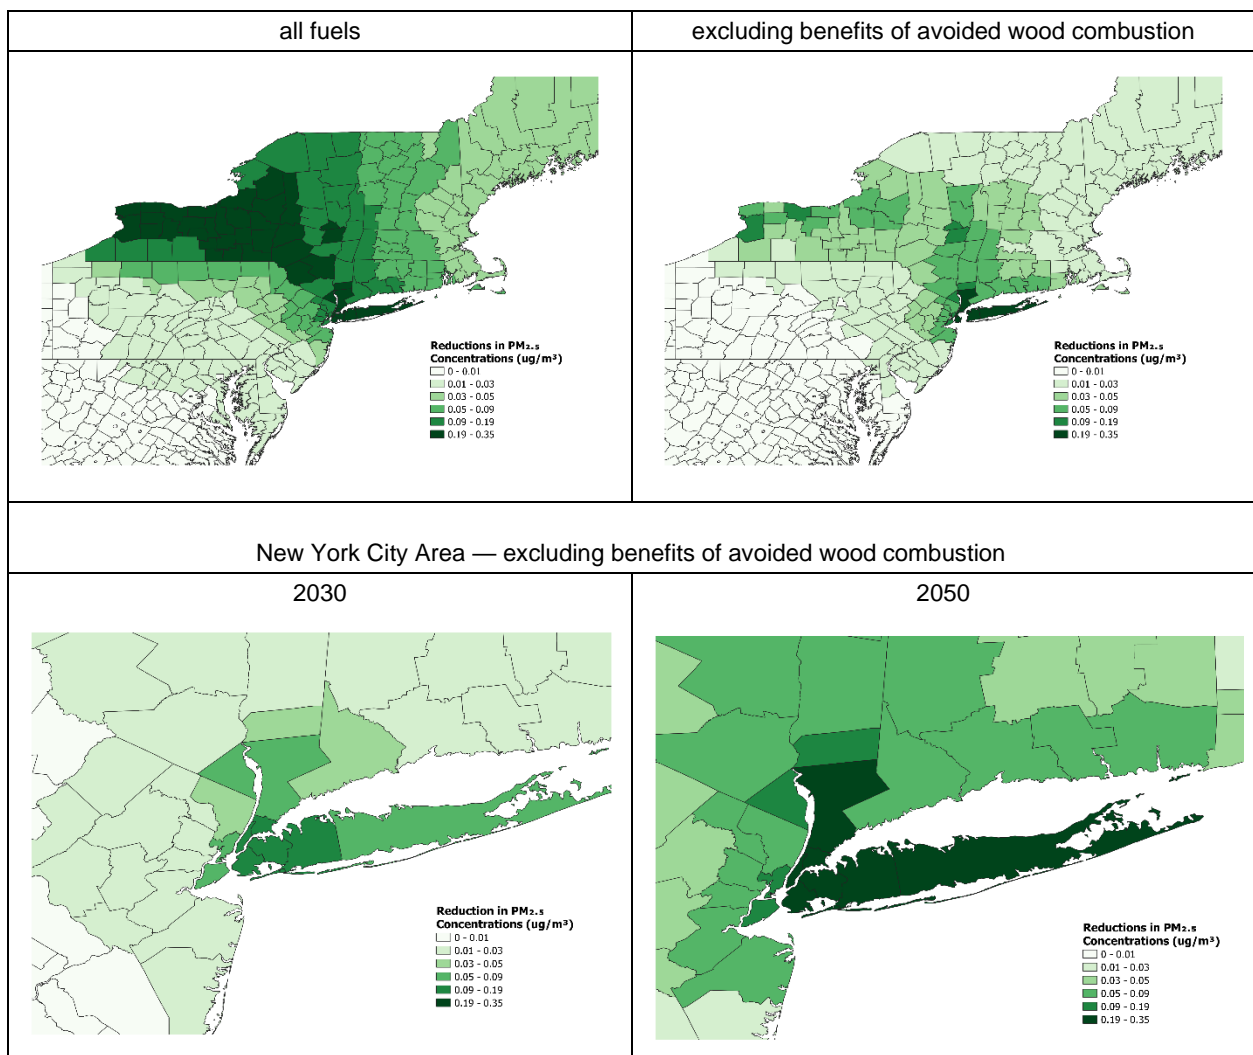 all fuels
excluding benefits of avoided wood combustion
Reductions in PM₂.₅
Concentrations (ug/m³)
0 - 0.01
0.01 - 0.03
0.03 - 0.05
0.05 - 0.09
0.09 - 0.19
0.19 - 0.35
Reductions in PM₂.₅
Concentrations (ug/m³)
0 - 0.01
0.01 - 0.03
0.03 - 0.05
0.05 - 0.09
0.09 - 0.19
0.19 - 0.35
New York City Area — excluding benefits of avoided wood combustion
2030
2050
Reduction in PM₂.₅
Concentrations (ug/m³)
0 - 0.01
0.01 - 0.03
0.03 - 0.05
0.05 - 0.09
0.09 - 0.19
0.19 - 0.35
Reductions in PM₂.₅
Concentrations (ug/m³)
0 - 0.01
0.01 - 0.03
0.03 - 0.05
0.05 - 0.09
0.09 - 0.19
0.19 - 0.35